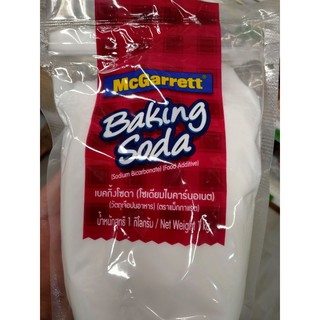 McGarrett
Baking
Soda
(Sodium Bicarbonate) (Food Additive)
เบคกิ้งโซดา (โซเดียมไบคาร์บอเนต)
(วัตถุเจือปนอาหาร) (ตราแม็กกาแรต)
น้ำหนักสุทธิ 1 กิโลกรัม / Net Weight 1 kg